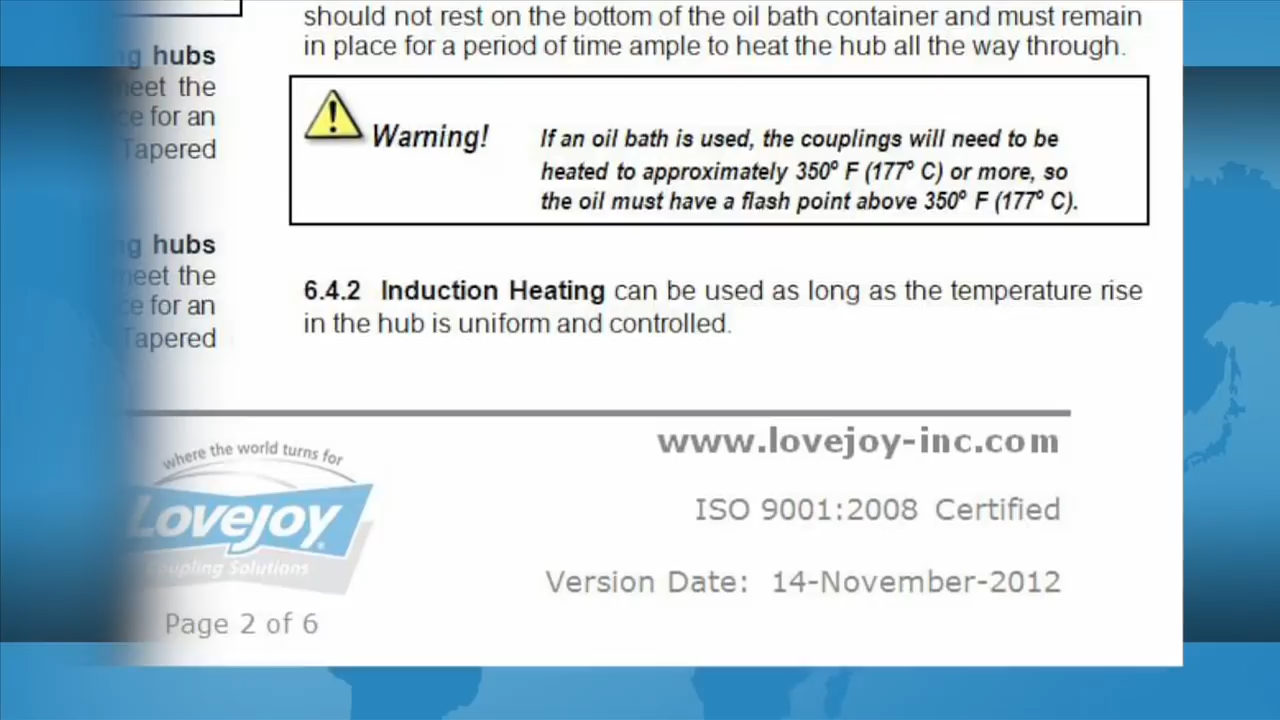 should not rest on the bottom of the oil bath container and must remain
in place for a period of time ample to heat the hub all the way through.
Warning!
If an oil bath is used, the couplings will need to be
heated to approximately 350° F (177° C) or more, so
the oil must have a flash point above 350° F (177° C).
6.4.2 Induction Heating can be used as long as the temperature rise
in the hub is uniform and controlled.
hubs
meet the
for an
Tapered
hubs
meet the
for an
Tapered
where the world turns for
Lovejoy®
Coupling Solutions
Page 2 of 6
www.lovejoy-inc.com
ISO 9001:2008 Certified
Version Date: 14-November-2012